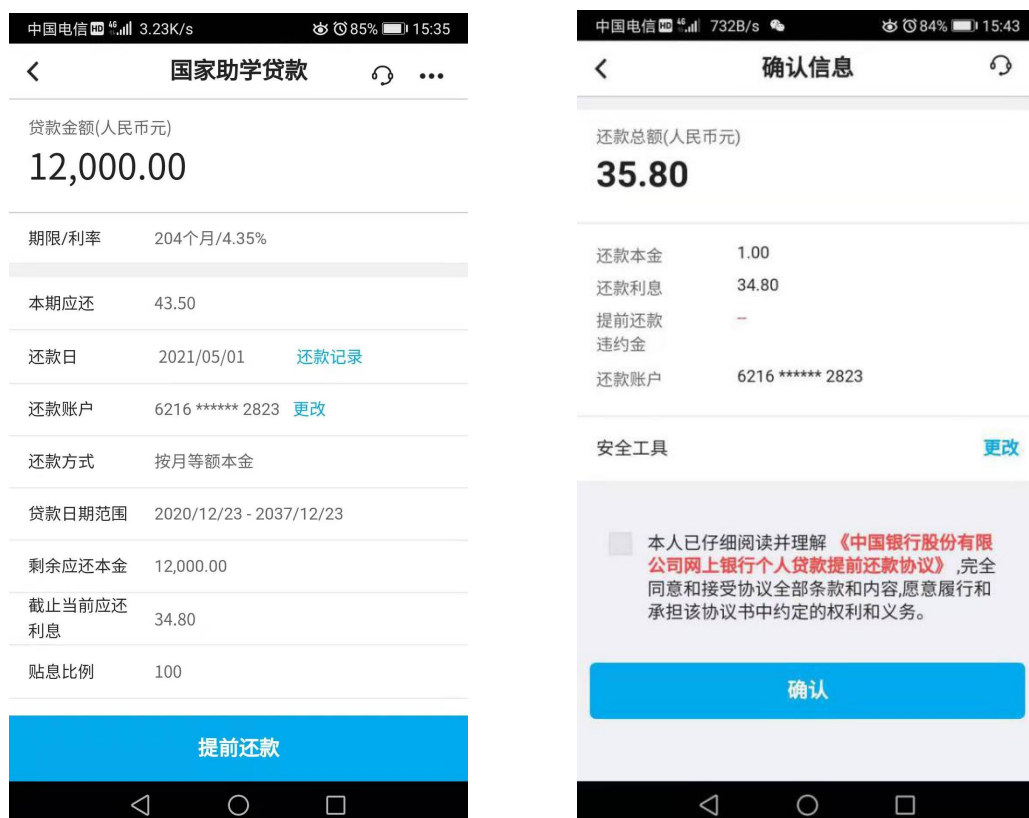 中国电信 HD 46 3.23K/s 85% 15:35
国家助学贷款
贷款金额(人民币元)
12,000.00
期限/利率 204个月/4.35%
本期应还 43.50
还款日 2021/05/01 还款记录
还款账户 6216 ****** 2823 更改
还款方式 按月等额本金
贷款日期范围 2020/12/23 - 2037/12/23
剩余应还本金 12,000.00
截止当前应还
利息
34.80
贴息比例 100
提前还款
中国电信 HD 46 732B/s 84% 15:43
确认信息
还款总额(人民币元)
35.80
还款本金 1.00
还款利息 34.80
提前还款 --
违约金
还款账户 6216 ****** 2823
安全工具 更改
本人已仔细阅读并理解 《中国银行股份有限
公司网上银行个人贷款提前还款协议》 ,完全
同意和接受协议全部条款和内容,愿意履行和
承担该协议书中约定的权利和义务。
确认